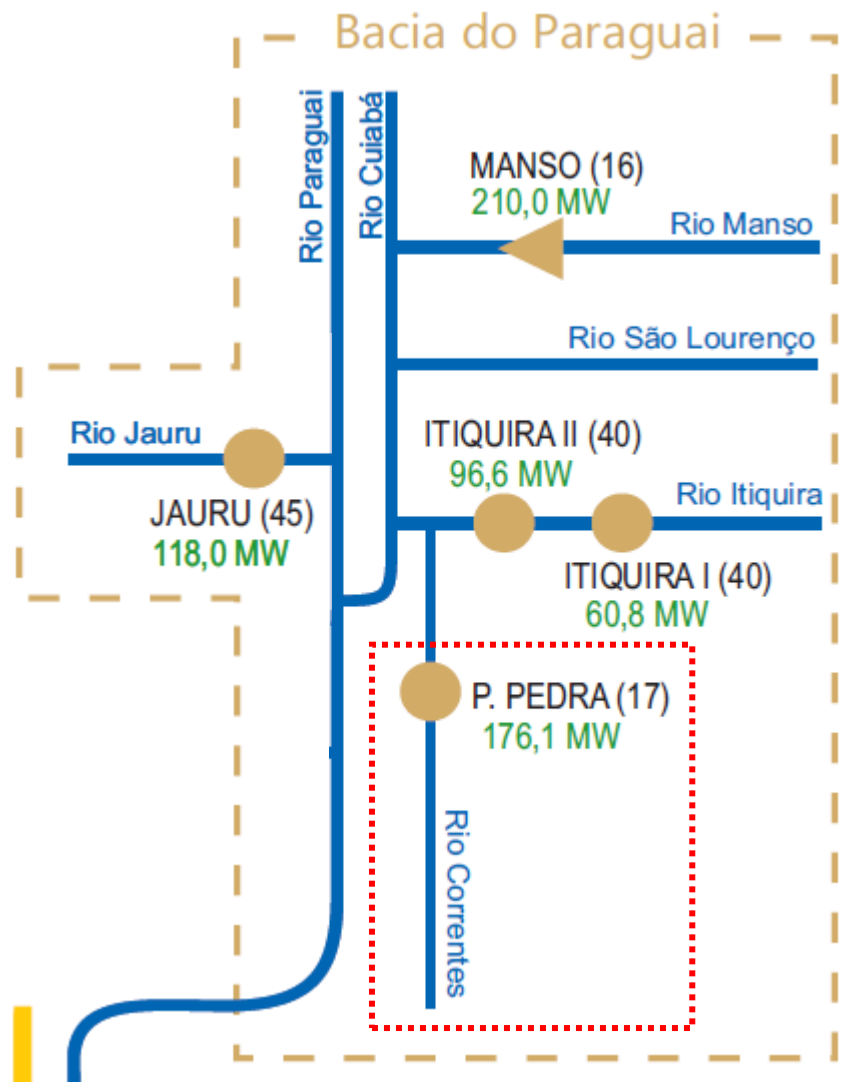 Bacia do Paraguai
Rio Paraguai
Rio Cuiabá
MANSO (16)
210,0 MW
Rio Manso
Rio São Lourenço
Rio Jauru
JAURU (45)
118,0 MW
ITIQUIRA II (40)
96,6 MW
Rio Itiquira
ITIQUIRA I (40)
60,8 MW
P. PEDRA (17)
176,1 MW
Rio Correntes